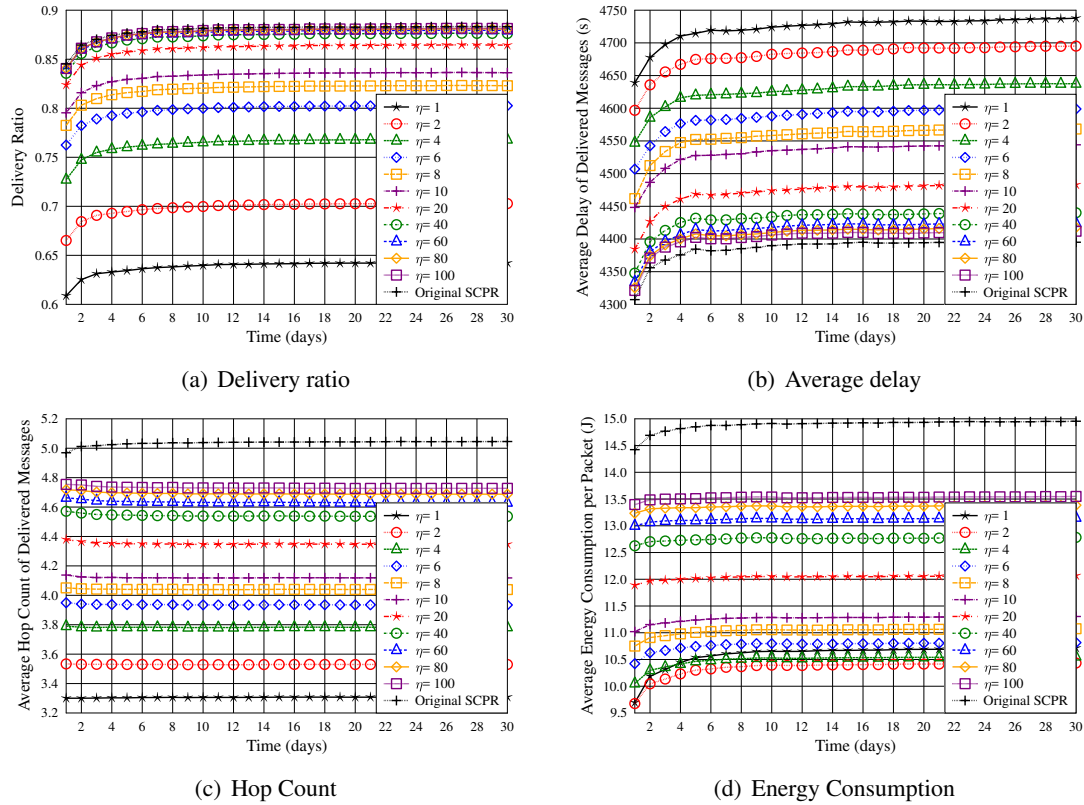 Delivery Ratio
0.9
0.85
0.8
0.75
0.7
0.65
0.6
η= 1
η= 2
η= 4
η= 6
η= 8
η= 10
η= 20
η= 40
η= 60
η= 80
η= 100
Original SCPR
2 4 6 8 10 12 14 16 18 20 22 24 26 28 30
Time (days)
(a) Delivery ratio
Average Delay of Delivered Messages (s)
4750
4700
4650
4600
4550
4500
4450
4400
4350
4300
η= 1
η= 2
η= 4
η= 6
η= 8
η= 10
η= 20
η= 40
η= 60
η= 80
η= 100
Original SCPR
2 4 6 8 10 12 14 16 18 20 22 24 26 28 30
Time (days)
(b) Average delay
Average Hop Count of Delivered Messages
5.2
5.0
4.8
4.6
4.4
4.2
4.0
3.8
3.6
3.4
3.2
η= 1
η= 2
η= 4
η= 6
η= 8
η= 10
η= 20
η= 40
η= 60
η= 80
η= 100
Original SCPR
2 4 6 8 10 12 14 16 18 20 22 24 26 28 30
Time (days)
(c) Hop Count
Average Energy Consumption per Packet (J)
15.0
14.5
14.0
13.5
13.0
12.5
12.0
11.5
11.0
10.5
10.0
9.5
η= 1
η= 2
η= 4
η= 6
η= 8
η= 10
η= 20
η= 40
η= 60
η= 80
η= 100
Original SCPR
2 4 6 8 10 12 14 16 18 20 22 24 26 28 30
Time (days)
(d) Energy Consumption